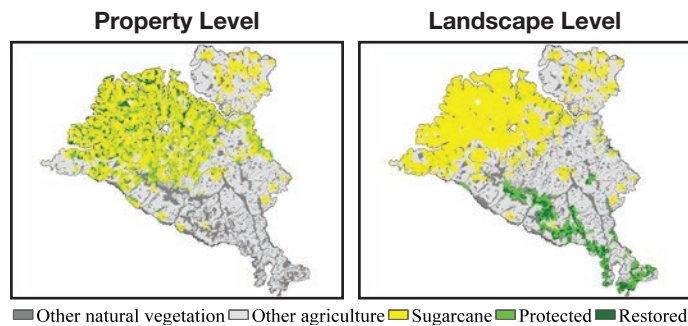 Property Level
Landscape Level
Other natural vegetation
Other agriculture
Sugarcane
Protected
Restored